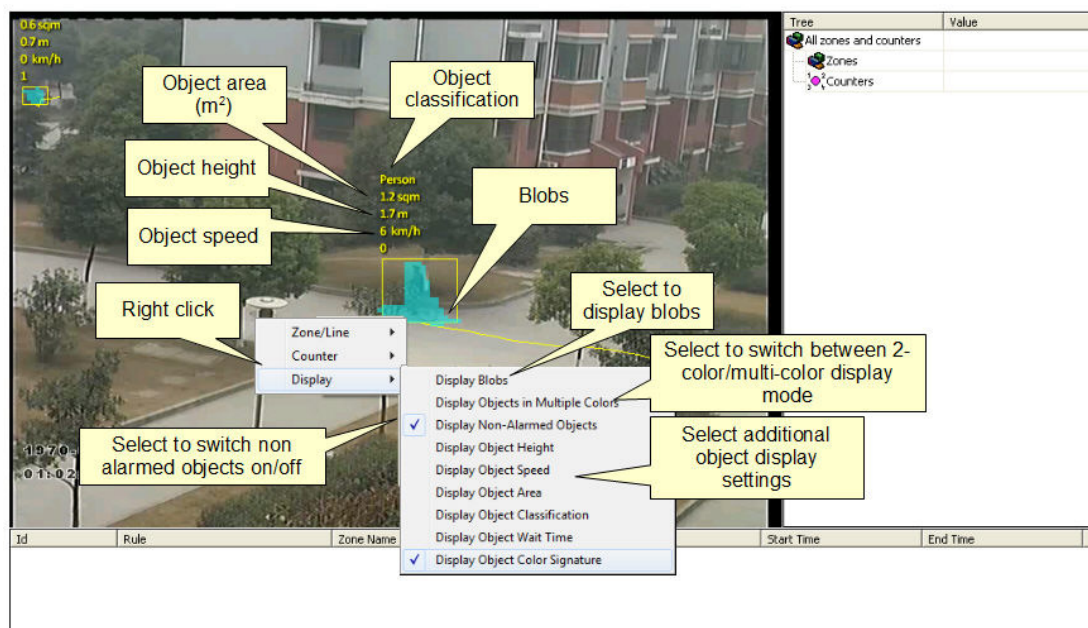 0.6 sqm
0.7 m
0 km/h
1
Object area
(m²)
Object
classification
Object height
Object speed
Person
1.2 sqm
1.7 m
6 km/h
0
Blobs
Right click
Select to
display blobs
Zone/Line
Counter
Display
Select to switch between 2-
color/multi-color display
mode
Display Blobs
Display Objects in Multiple Colors
Display Non-Alarmed Objects
Display Object Height
Display Object Speed
Display Object Area
Display Object Classification
Display Object Wait Time
Display Object Color Signature
Select to switch non
alarmed objects on/off
Select additional
object display
settings
1970-
01:02
Tree Value
All zones and counters
Zones
Counters
Id Rule Zone Name Start Time End Time